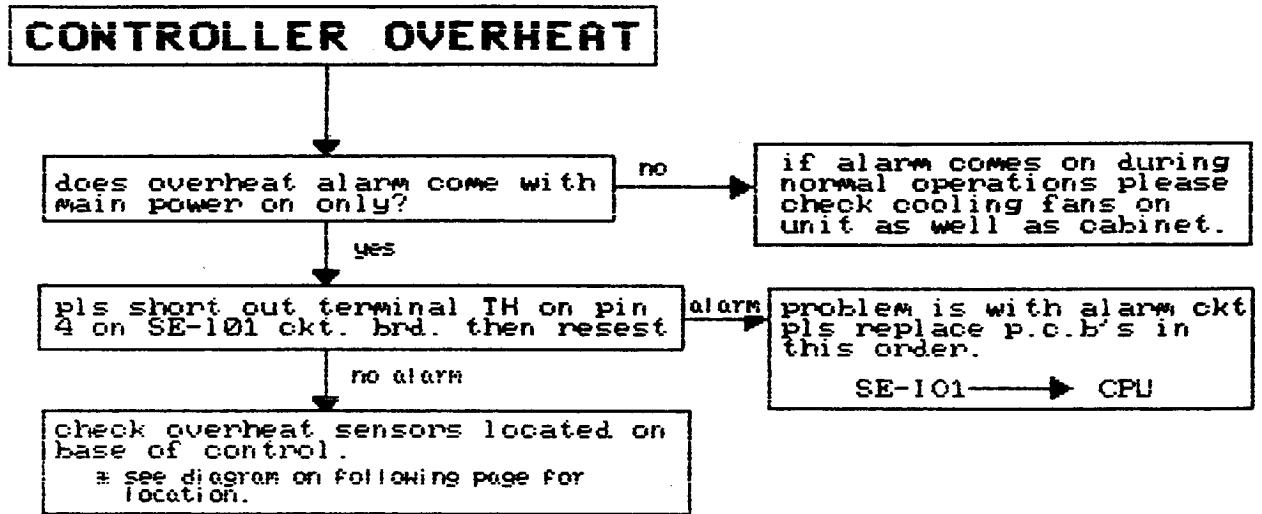 CONTROLLER OVERHEAT
does overheat alarm come with
main power on only?
no
if alarm comes on during
normal operations please
check cooling fans on
unit as well as cabinet.
yes
pls short out terminal TH on pin
4 on SE-I01 ckt. brd. then resest
alarm
problem is with alarm ckt
pls replace p.c.b's in
this order.
SE-I01 CPU
no alarm
check overheat sensors located on
base of control.
* see diagram on following page for
location.